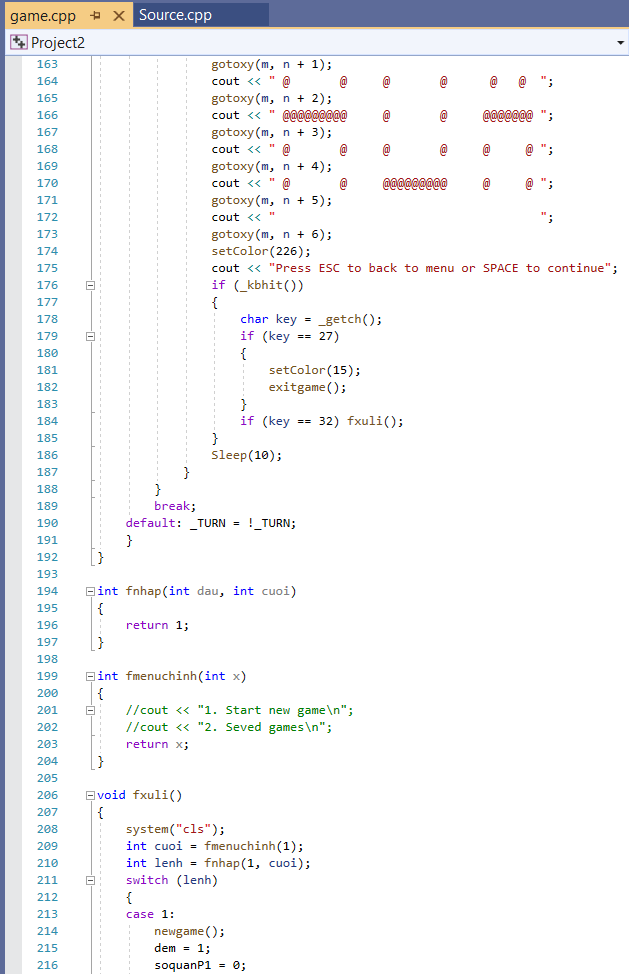 game.cpp Source.cpp
Project2
163 gotoxy(m, n + 1);
164 cout << " @       @     @       @      @   @  ";
165 gotoxy(m, n + 2);
166 cout << " @@@@@@@@@     @       @     @@@@@@@ ";
167 gotoxy(m, n + 3);
168 cout << " @       @     @       @     @     @ ";
169 gotoxy(m, n + 4);
170 cout << " @       @     @@@@@@@@@     @     @ ";
171 gotoxy(m, n + 5);
172 cout << "                                     ";
173 gotoxy(m, n + 6);
174 setColor(226);
175 cout << "Press ESC to back to menu or SPACE to continue";
176 if (_kbhit())
177 {
178 char key = _getch();
179 if (key == 27)
180 {
181 setColor(15);
182 exitgame();
183 }
184 if (key == 32) fxuli();
185 }
186 Sleep(10);
187 }
188 }
189 break;
190 default: _TURN = !_TURN;
191 }
192 }
193
194 int fnhap(int dau, int cuoi)
195 {
196 return 1;
197 }
198
199 int fmenuchinh(int x)
200 {
201 //cout << "1. Start new game\n";
202 //cout << "2. Seved games\n";
203 return x;
204 }
205
206 void fxuli()
207 {
208 system("cls");
209 int cuoi = fmenuchinh(1);
210 int lenh = fnhap(1, cuoi);
211 switch (lenh)
212 {
213 case 1:
214 newgame();
215 dem = 1;
216 soquanP1 = 0;